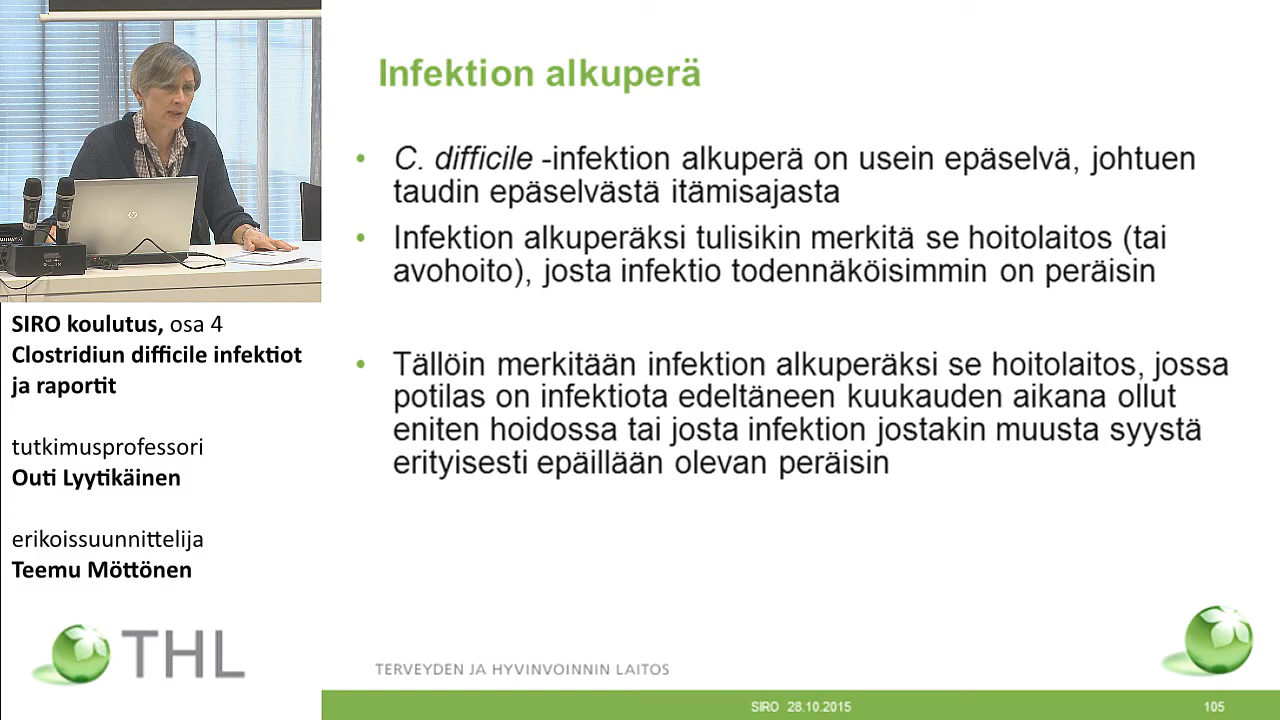 Infektion alkuperä
• C. difficile -infektion alkuperä on usein epäselvä, johtuen
taudin epäselvästä itämisajasta
• Infektion alkuperäksi tulisikin merkitä se hoitolaitos (tai
avohoito), josta infektio todennäköisimmin on peräisin
• Tällöin merkitään infektion alkuperäksi se hoitolaitos, jossa
potilas on infektiota edeltäneen kuukauden aikana ollut
eniten hoidossa tai josta infektion jostakin muusta syystä
erityisesti epäillään olevan peräisin
SIRO koulutus, osa 4
Clostridiun difficile infektiot
ja raportit
tutkimusprofessori
Outi Lyytikäinen
erikoissuunnittelija
Teemu Möttönen
THL
TERVEYDEN JA HYVINVOINNIN LAITOS
SIRO 28.10.2015
105